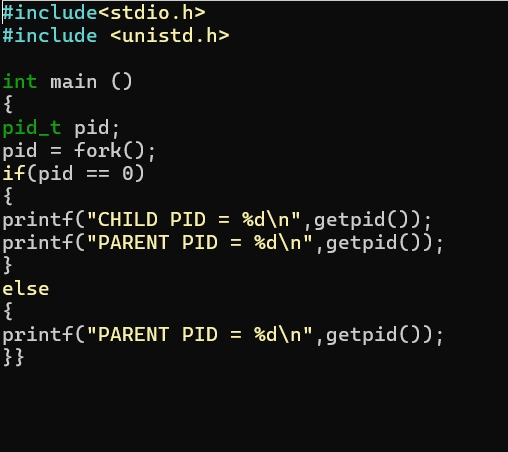 #include<stdio.h>
#include <unistd.h>
int main ()
{
pid_t pid;
pid = fork();
if(pid == 0)
{
printf("CHILD PID = %d\n",getpid());
printf("PARENT PID = %d\n",getpid());
}
else
{
printf("PARENT PID = %d\n",getpid());
}}